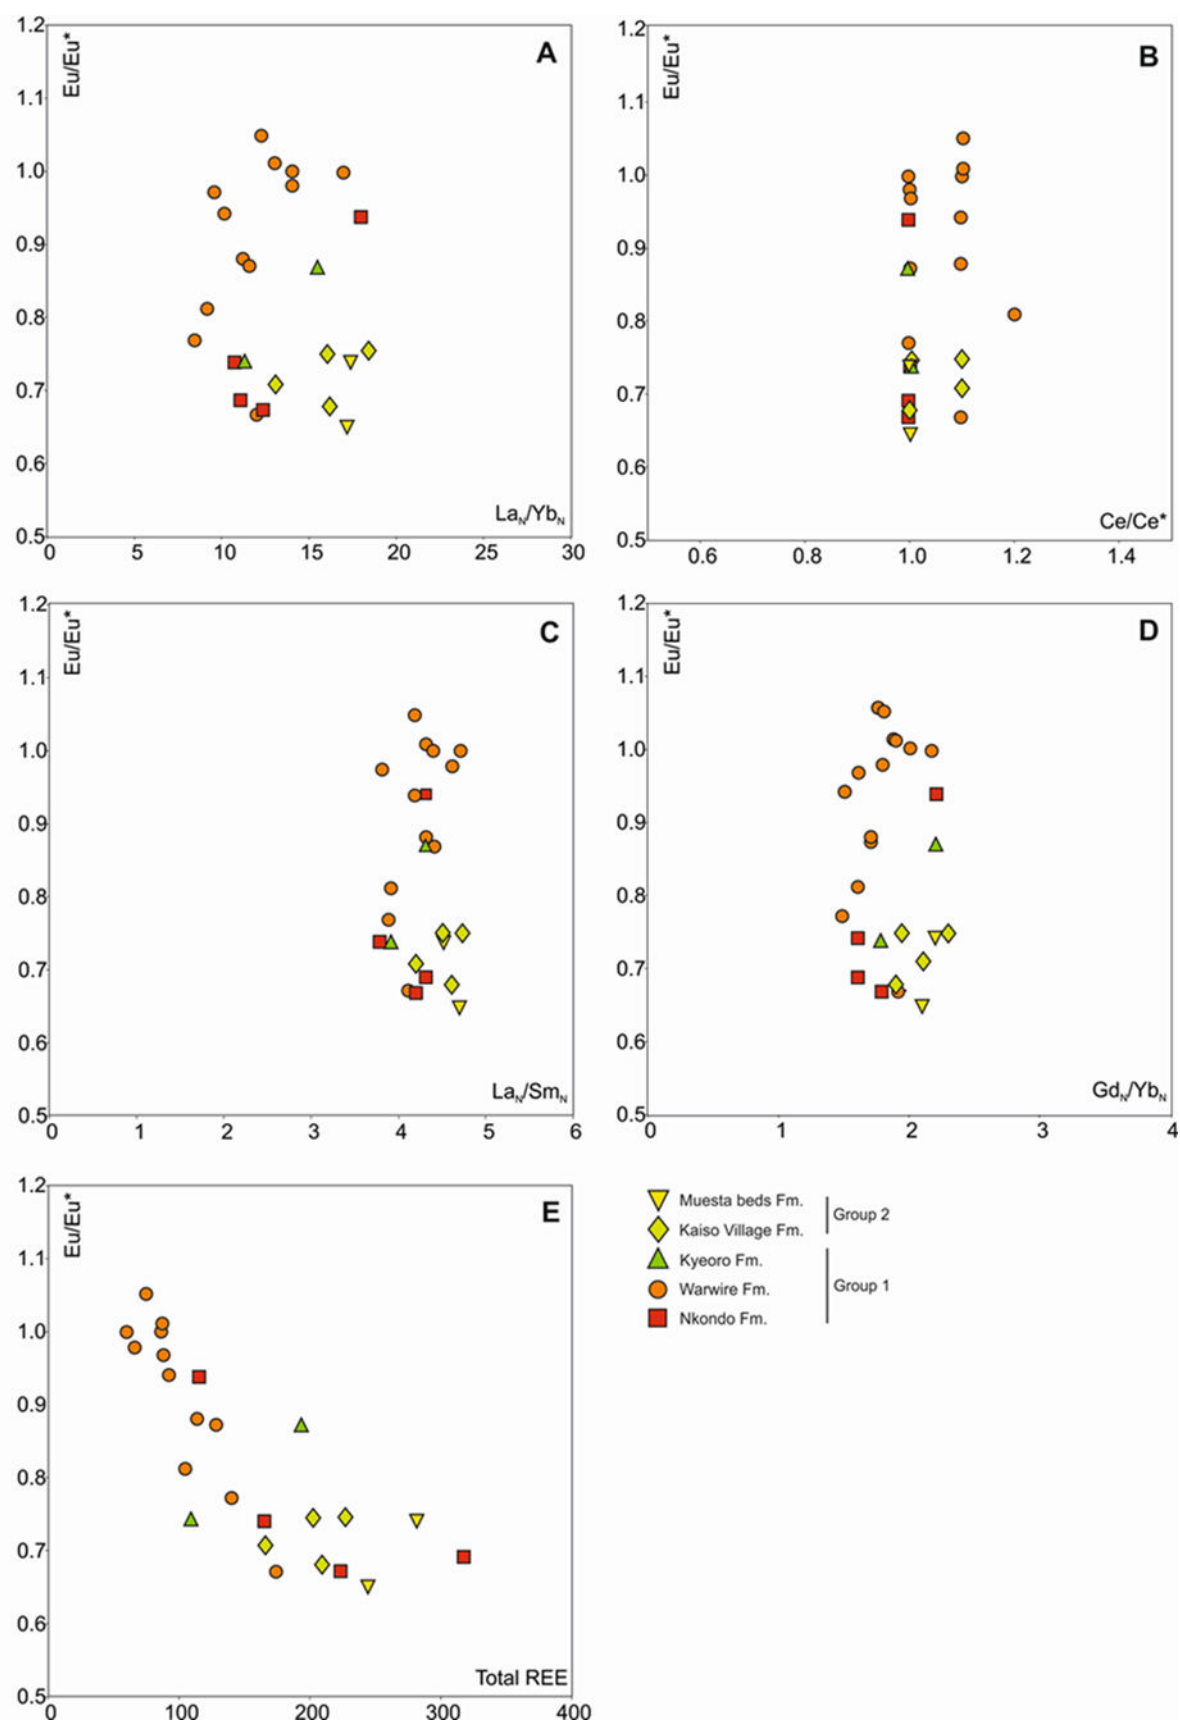 A
Eu/Eu*
1.2
1.1
1.0
0.9
0.8
0.7
0.6
0.5
0 5 10 15 20 25 30
La_N/Yb_N
B
Eu/Eu*
1.2
1.1
1.0
0.9
0.8
0.7
0.6
0.5
0.6 0.8 1.0 1.2 1.4
Ce/Ce*
C
Eu/Eu*
1.2
1.1
1.0
0.9
0.8
0.7
0.6
0.5
0 1 2 3 4 5 6
La_N/Sm_N
D
Eu/Eu*
1.2
1.1
1.0
0.9
0.8
0.7
0.6
0.5
0 1 2 3 4
Gd_N/Yb_N
E
Eu/Eu*
1.2
1.1
1.0
0.9
0.8
0.7
0.6
0.5
0 100 200 300 400
Total REE
Muesta beds Fm.
Kaiso Village Fm.
Group 2
Kyeoro Fm.
Warwire Fm.
Nkondo Fm.
Group 1